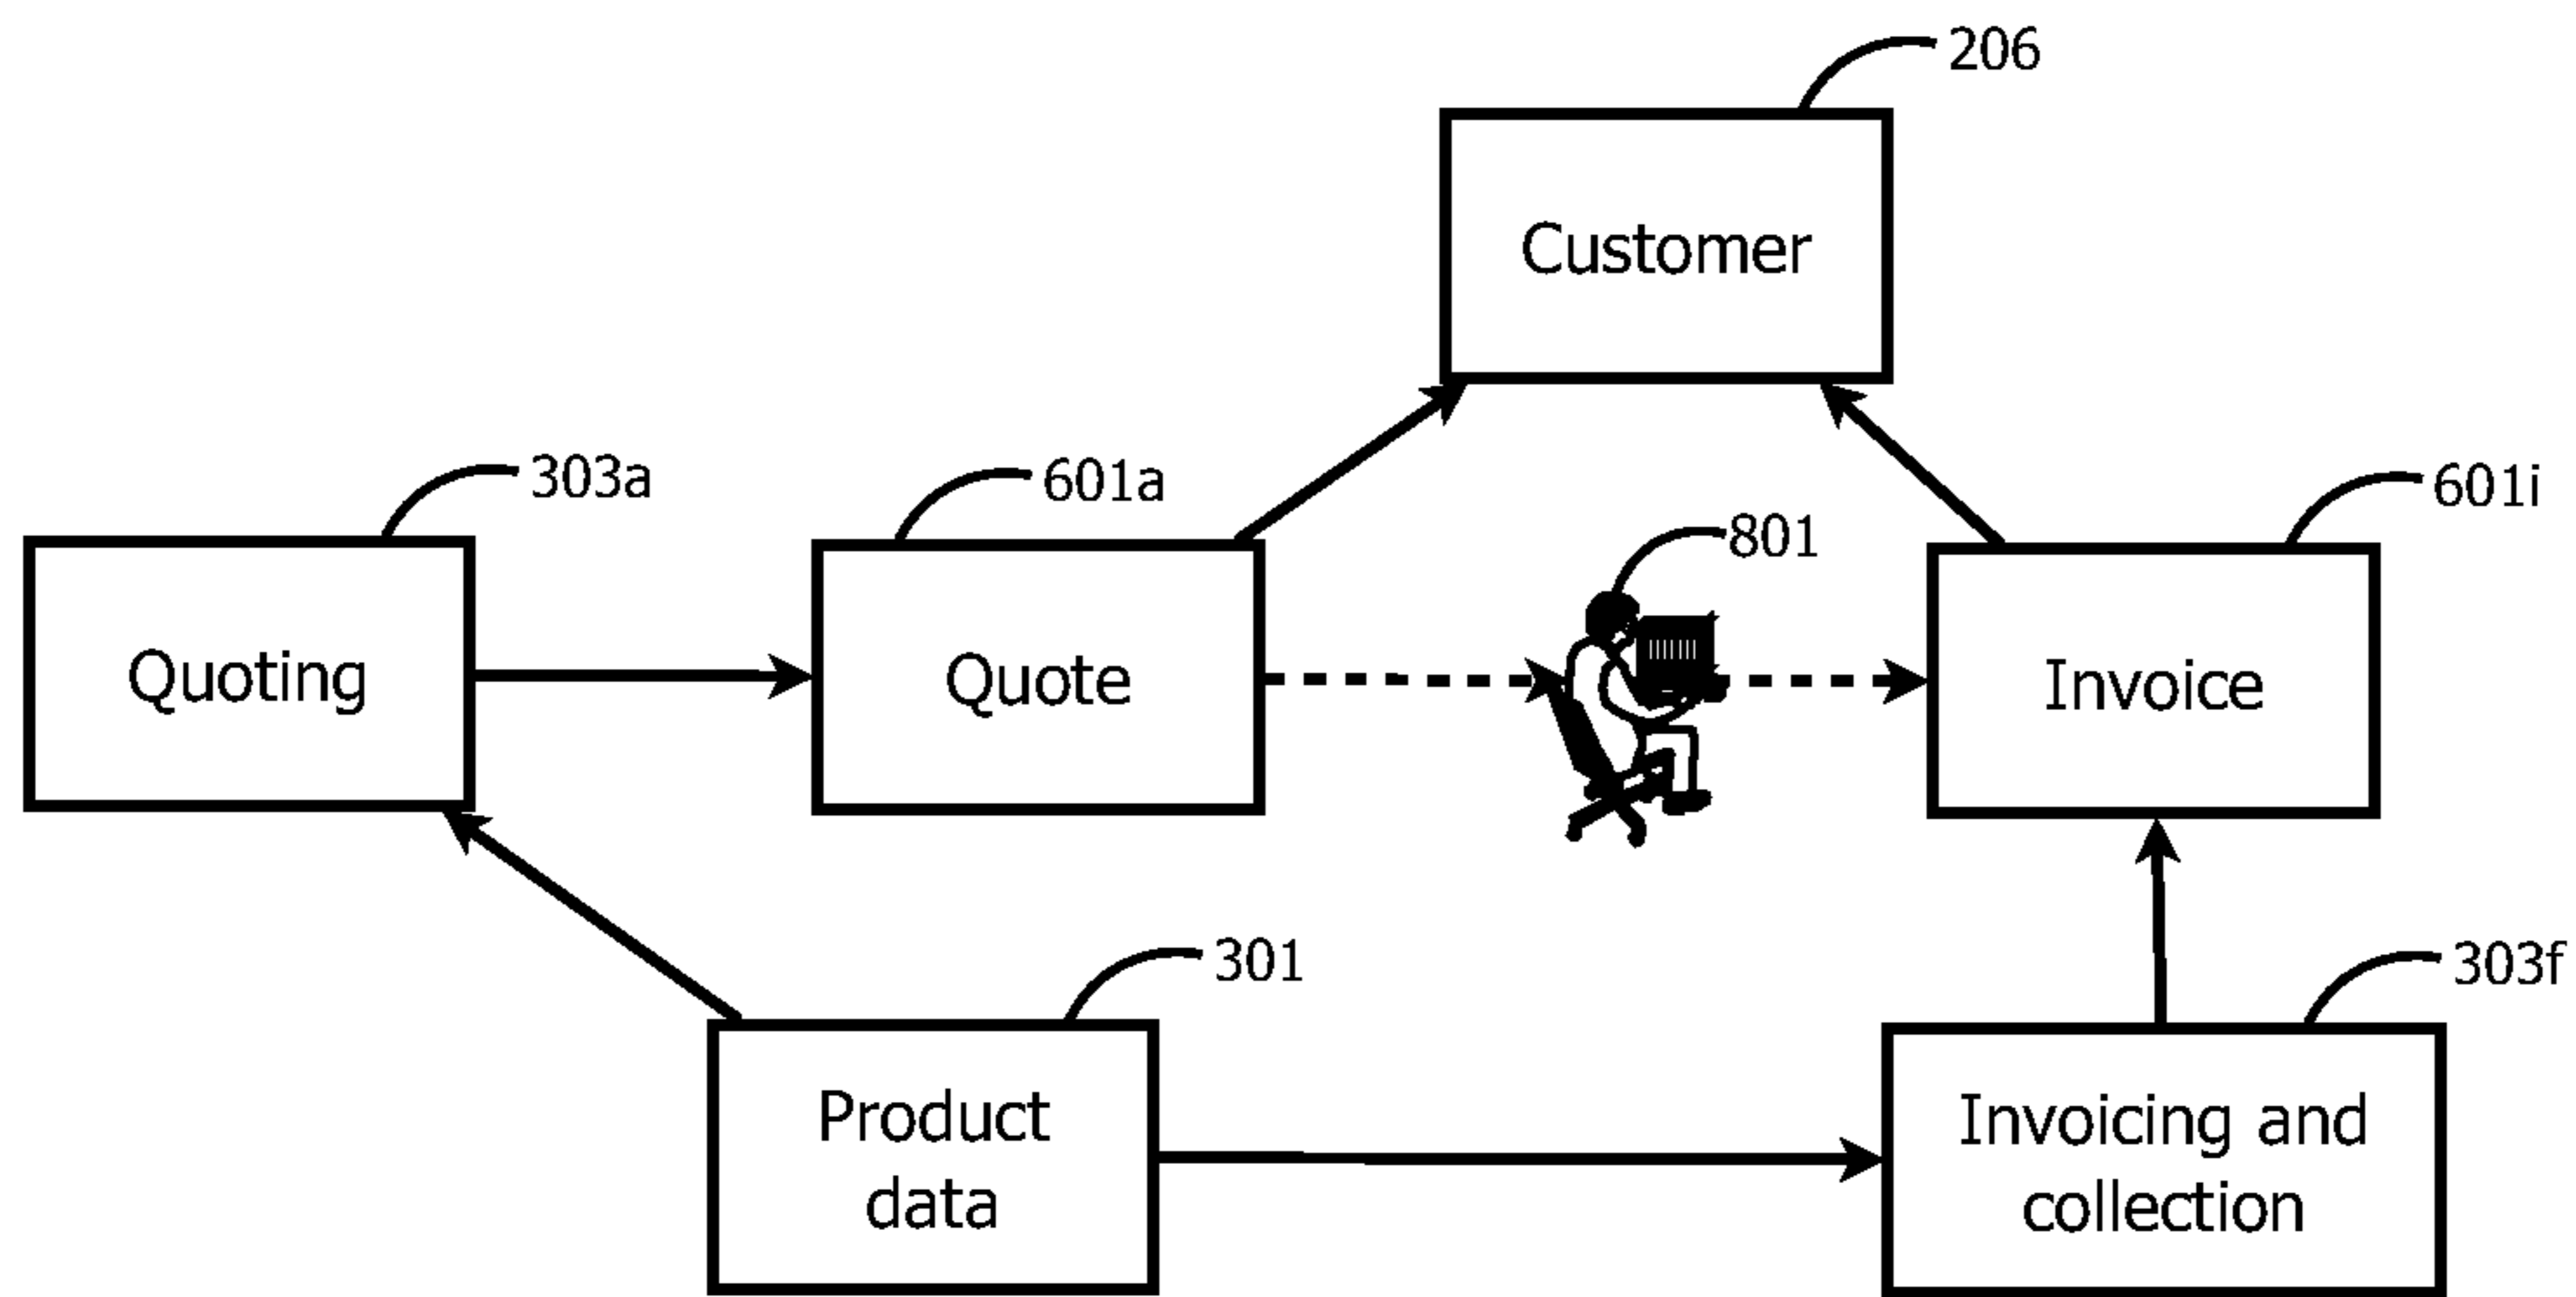 206
Customer
303a
601a
601i
801
Quoting
Quote
Invoice
301
303f
Product
data
Invoicing and
collection